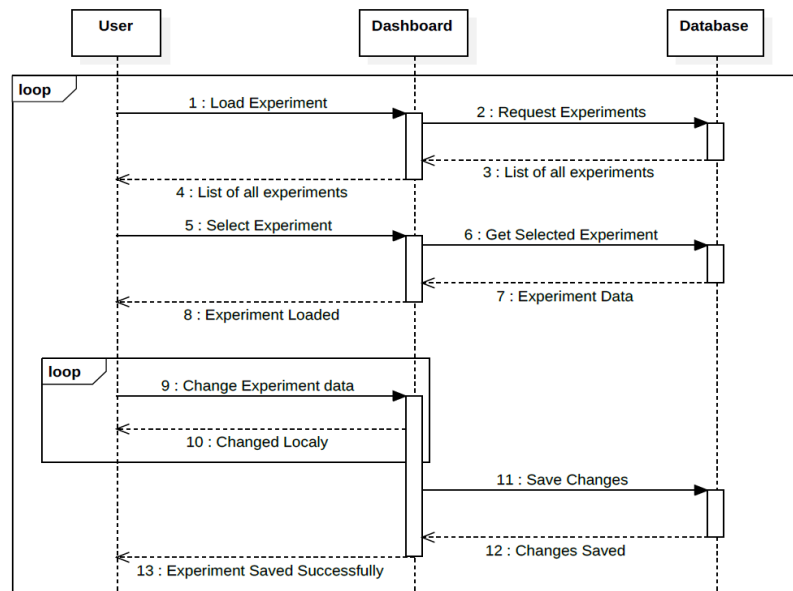 User
Dashboard
Database
loop
1 : Load Experiment
2 : Request Experiments
3 : List of all experiments
4 : List of all experiments
5 : Select Experiment
6 : Get Selected Experiment
7 : Experiment Data
8 : Experiment Loaded
loop
9 : Change Experiment data
10 : Changed Localy
11 : Save Changes
12 : Changes Saved
13 : Experiment Saved Successfully